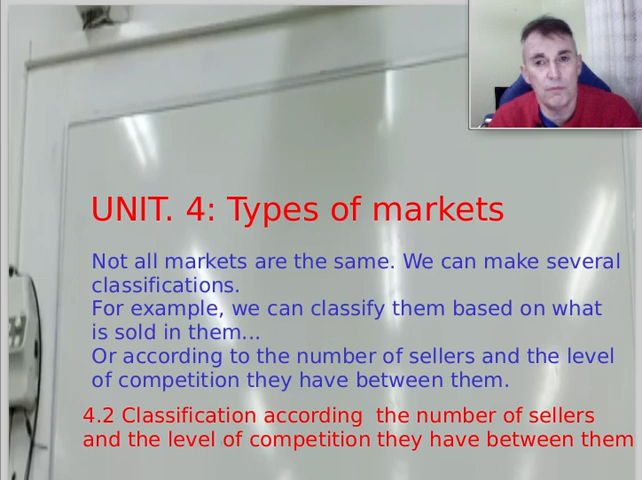 UNIT. 4: Types of markets
Not all markets are the same. We can make several
classifications.
For example, we can classify them based on what
is sold in them...
Or according to the number of sellers and the level
of competition they have between them.
4.2 Classification according  the number of sellers
and the level of competition they have between them